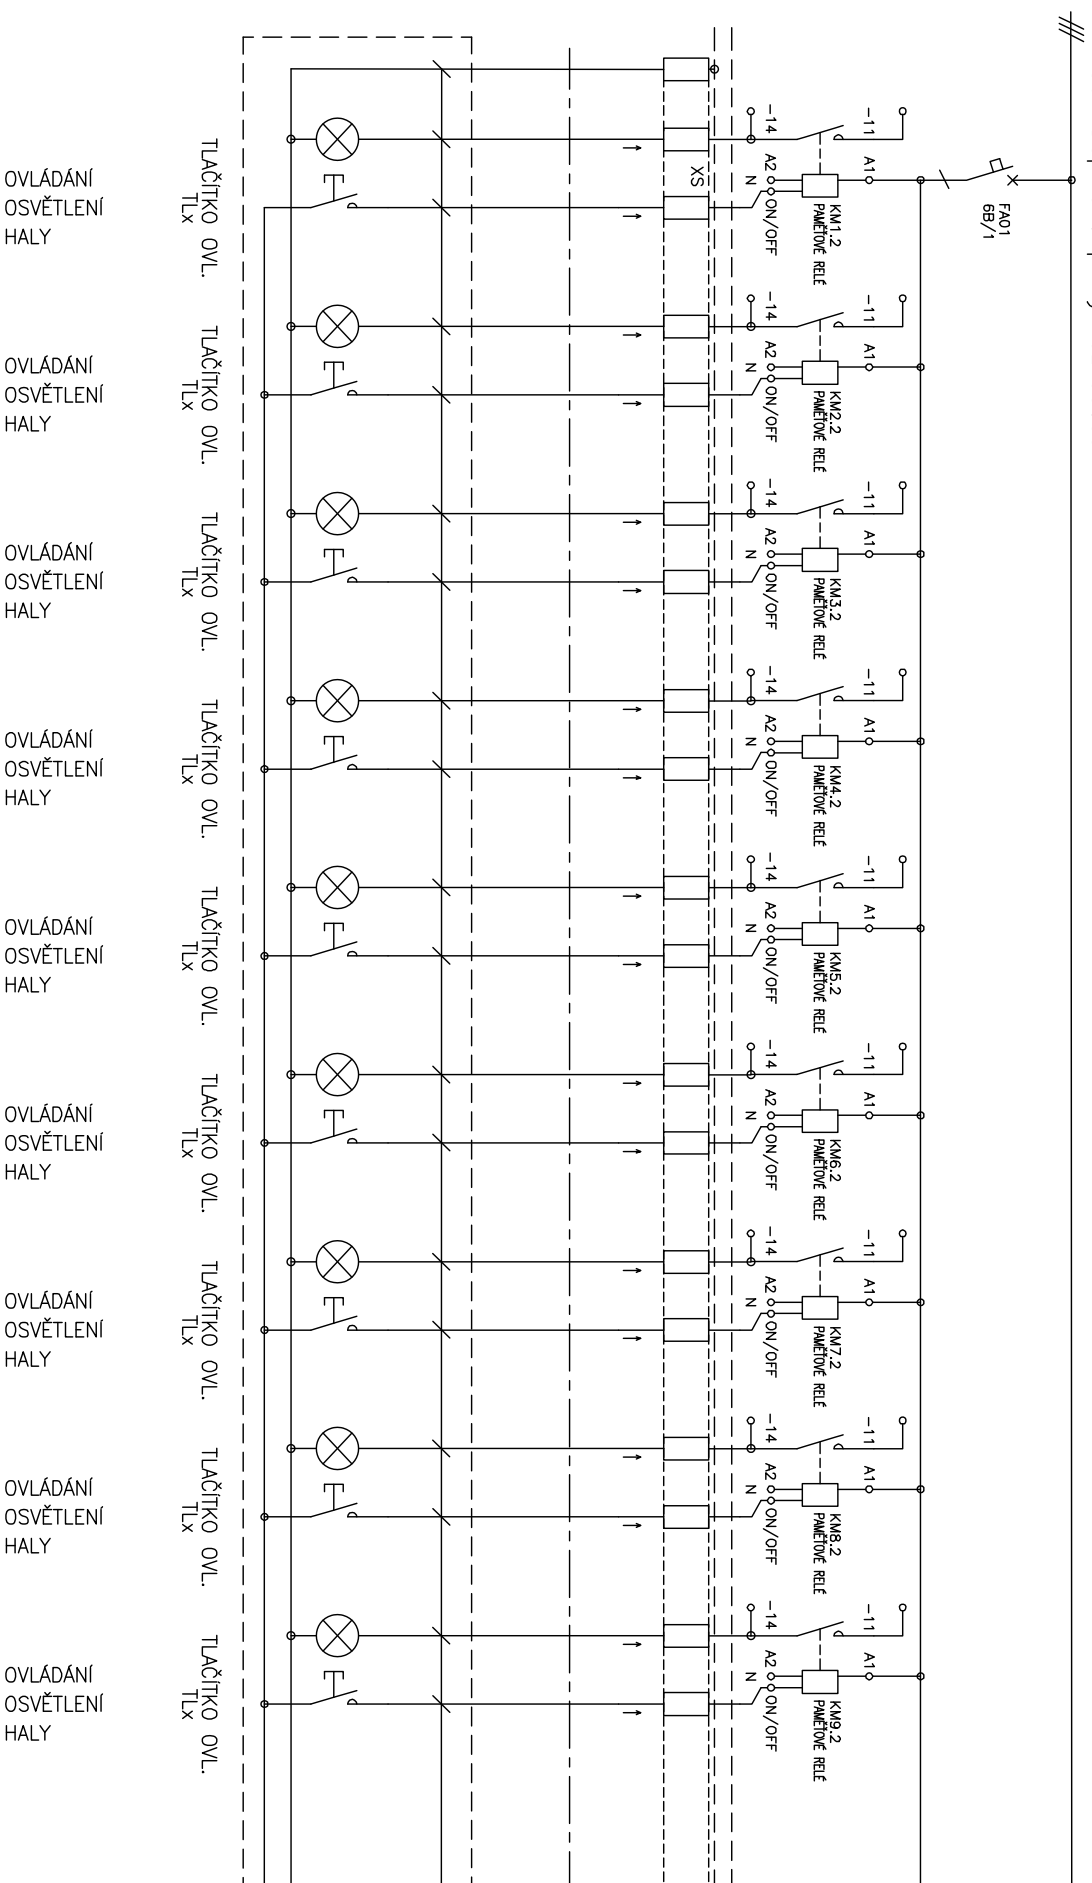 FA01
6B/1
XS
-11
-14
A1
A2
N
ON/OFF
KM1.2
PAMĚŤOVÉ RELÉ
TLAČÍTKO OVL.
TLx
OVLÁDÁNÍ
OSVĚTLENÍ
HALY
-11
-14
A1
A2
N
ON/OFF
KM2.2
PAMĚŤOVÉ RELÉ
TLAČÍTKO OVL.
TLx
OVLÁDÁNÍ
OSVĚTLENÍ
HALY
-11
-14
A1
A2
N
ON/OFF
KM3.2
PAMĚŤOVÉ RELÉ
TLAČÍTKO OVL.
TLx
OVLÁDÁNÍ
OSVĚTLENÍ
HALY
-11
-14
A1
A2
N
ON/OFF
KM4.2
PAMĚŤOVÉ RELÉ
TLAČÍTKO OVL.
TLx
OVLÁDÁNÍ
OSVĚTLENÍ
HALY
-11
-14
A1
A2
N
ON/OFF
KM5.2
PAMĚŤOVÉ RELÉ
TLAČÍTKO OVL.
TLx
OVLÁDÁNÍ
OSVĚTLENÍ
HALY
-11
-14
A1
A2
N
ON/OFF
KM6.2
PAMĚŤOVÉ RELÉ
TLAČÍTKO OVL.
TLx
OVLÁDÁNÍ
OSVĚTLENÍ
HALY
-11
-14
A1
A2
N
ON/OFF
KM7.2
PAMĚŤOVÉ RELÉ
TLAČÍTKO OVL.
TLx
OVLÁDÁNÍ
OSVĚTLENÍ
HALY
-11
-14
A1
A2
N
ON/OFF
KM8.2
PAMĚŤOVÉ RELÉ
TLAČÍTKO OVL.
TLx
OVLÁDÁNÍ
OSVĚTLENÍ
HALY
-11
-14
A1
A2
N
ON/OFF
KM9.2
PAMĚŤOVÉ RELÉ
TLAČÍTKO OVL.
TLx
OVLÁDÁNÍ
OSVĚTLENÍ
HALY